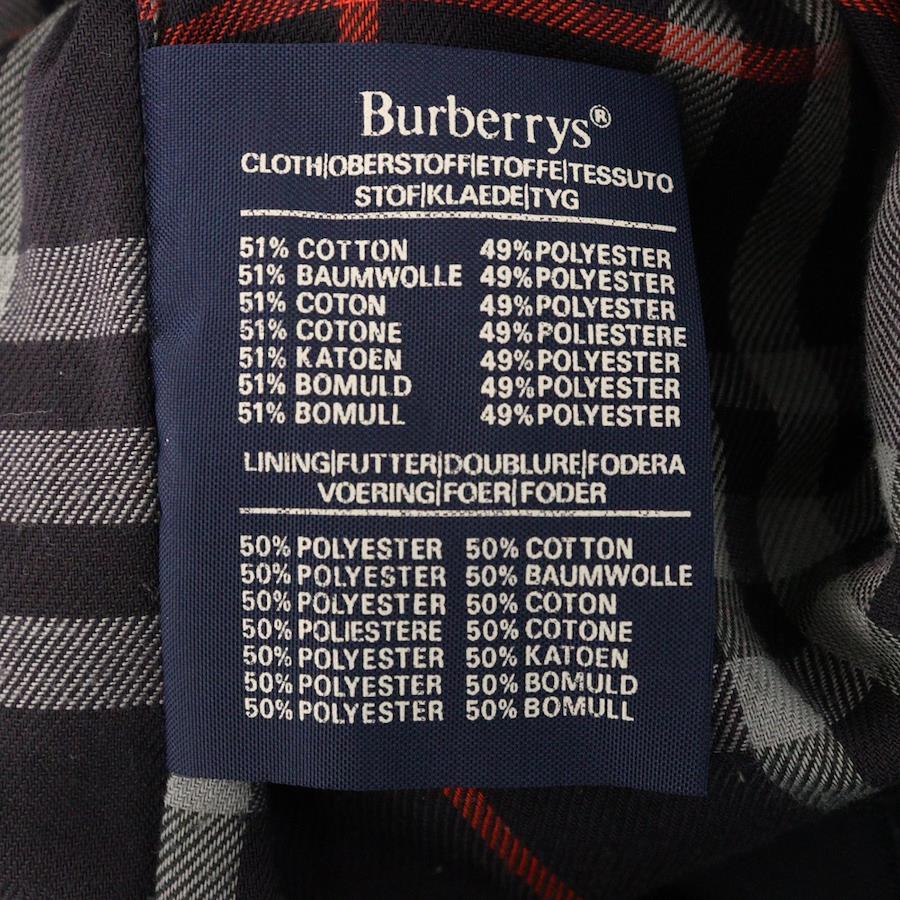 Burberrys®
CLOTH|OBERSTOFF|ETOFFE|TESSUTO
STOF|KLAEDE|TYG
51% COTTON 49% POLYESTER
51% BAUMWOLLE 49% POLYESTER
51% COTON 49% POLYESTER
51% COTONE 49% POLIESTERE
51% KATOEN 49% POLYESTER
51% BOMULD 49% POLYESTER
51% BOMULL 49% POLYESTER
LINING|FUTTER|DOUBLURE|FODERA
VOERING|FOER|FODER
50% POLYESTER 50% COTTON
50% POLYESTER 50% BAUMWOLLE
50% POLYESTER 50% COTON
50% POLIESTERE 50% COTONE
50% POLYESTER 50% KATOEN
50% POLYESTER 50% BOMULD
50% POLYESTER 50% BOMULL